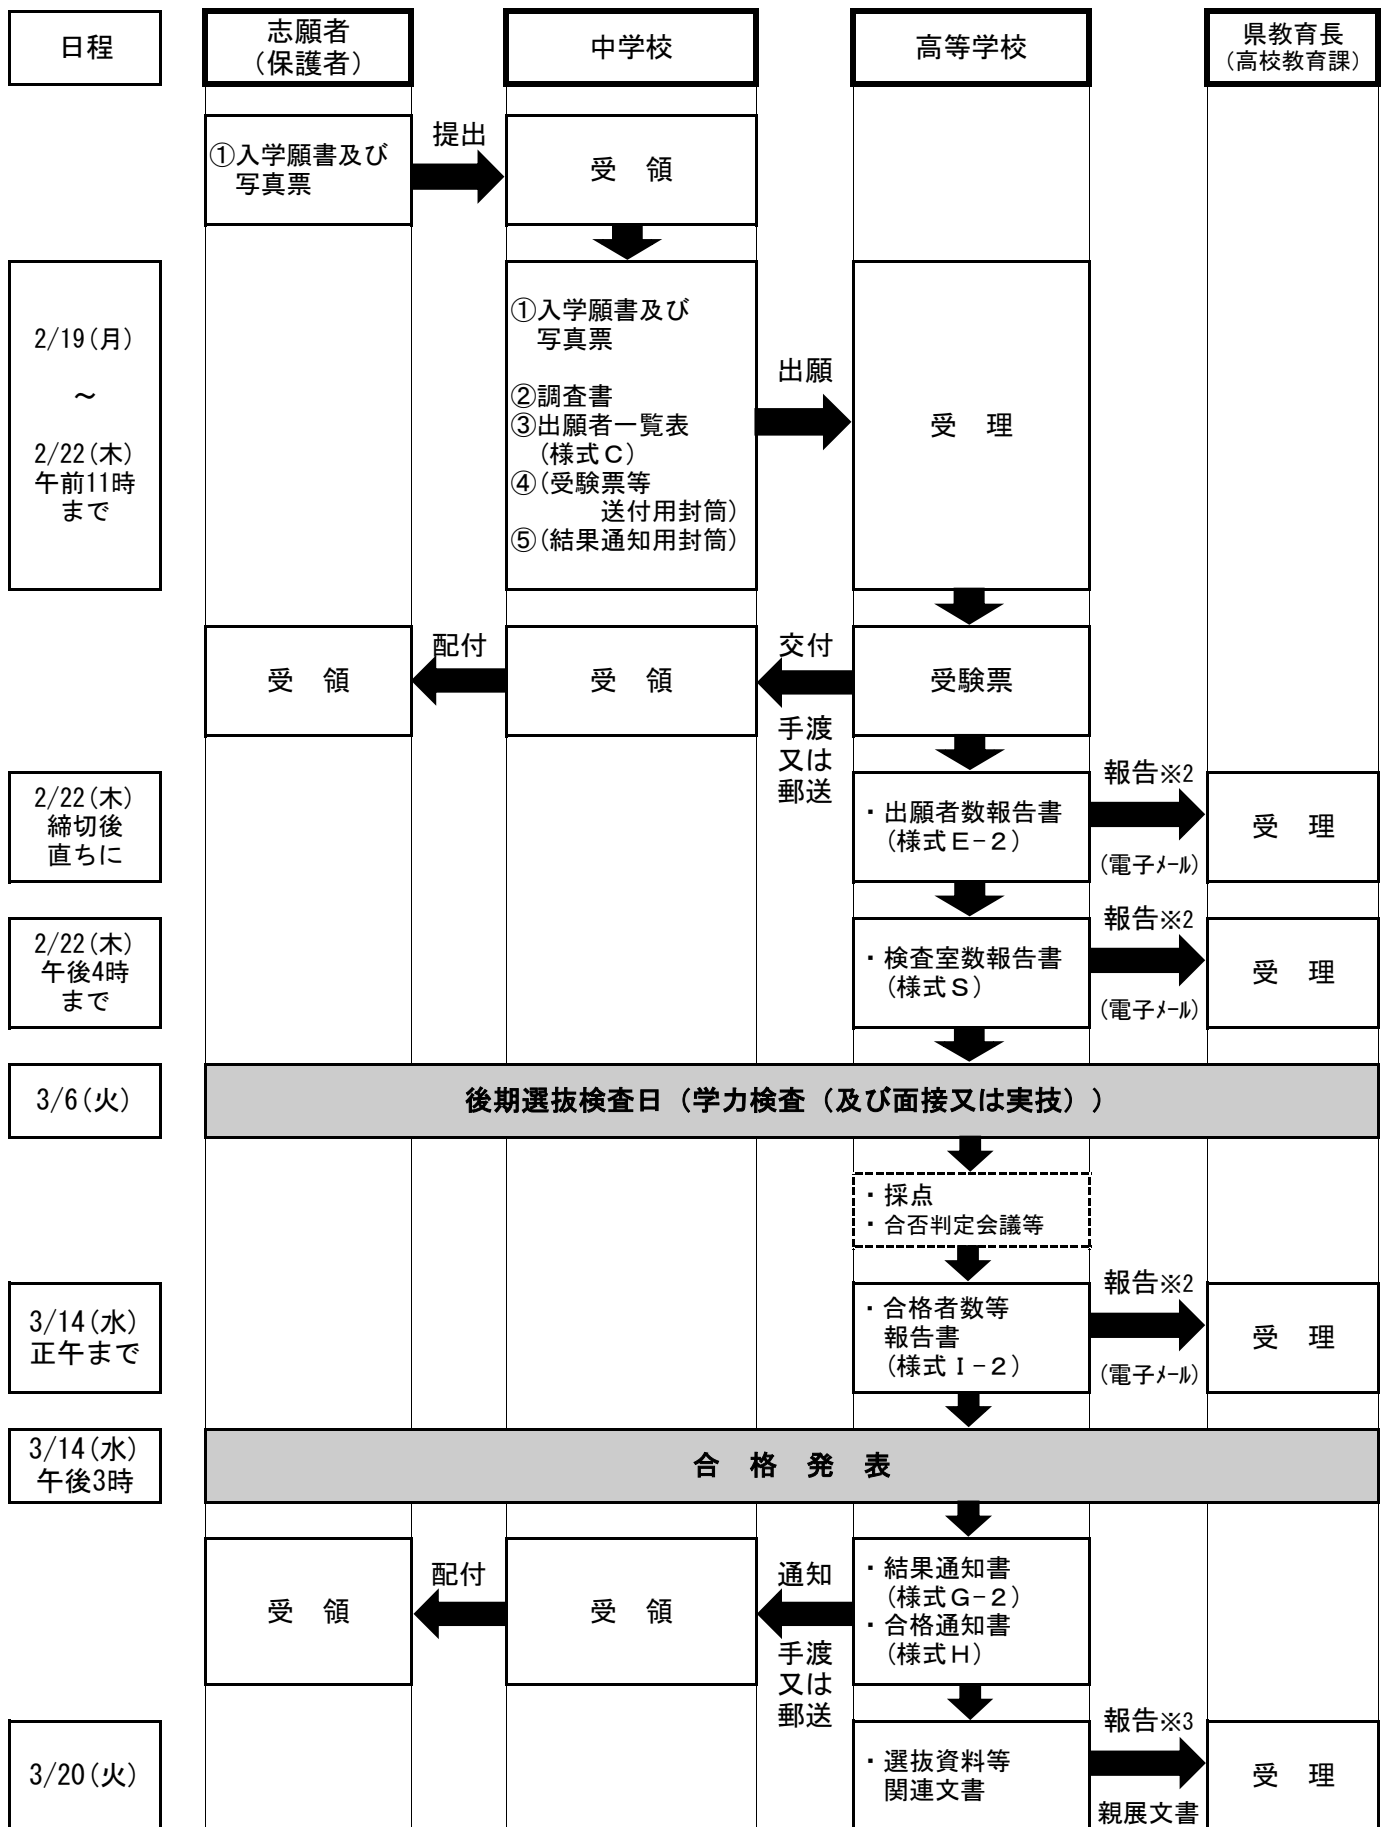 日程
志願者
（保護者）
中学校
高等学校
県教育長
（高校教育課）
①入学願書及び
写真票
提出
受　領
2/19(月)
～
2/22(木)
午前11時
まで
①入学願書及び
写真票
②調査書
③出願者一覧表
（様式Ｃ）
④（受験票等
送付用封筒）
⑤（結果通知用封筒）
出願
受　理
受　領
配付
受　領
交付
手渡
又は
郵送
受験票
2/22(木)
締切後
直ちに
・出願者数報告書
（様式Ｅ−２）
報告※2
（電子ﾒｰﾙ）
受　理
2/22(木)
午後4時
まで
・検査室数報告書
（様式Ｓ）
報告※2
（電子ﾒｰﾙ）
受　理
3/6(火)
後期選抜検査日（学力検査（及び面接又は実技））
・採点
・合否判定会議等
3/14(水)
正午まで
・合格者数等
報告書
（様式Ｉ−２）
報告※2
（電子ﾒｰﾙ）
受　理
3/14(水)
午後3時
合　格　発　表
受　領
配付
受　領
通知
手渡
又は
郵送
・結果通知書
（様式Ｇ−２）
・合格通知書
（様式Ｈ）
3/20(火)
・選抜資料等
関連文書
報告※3
親展文書
受　理